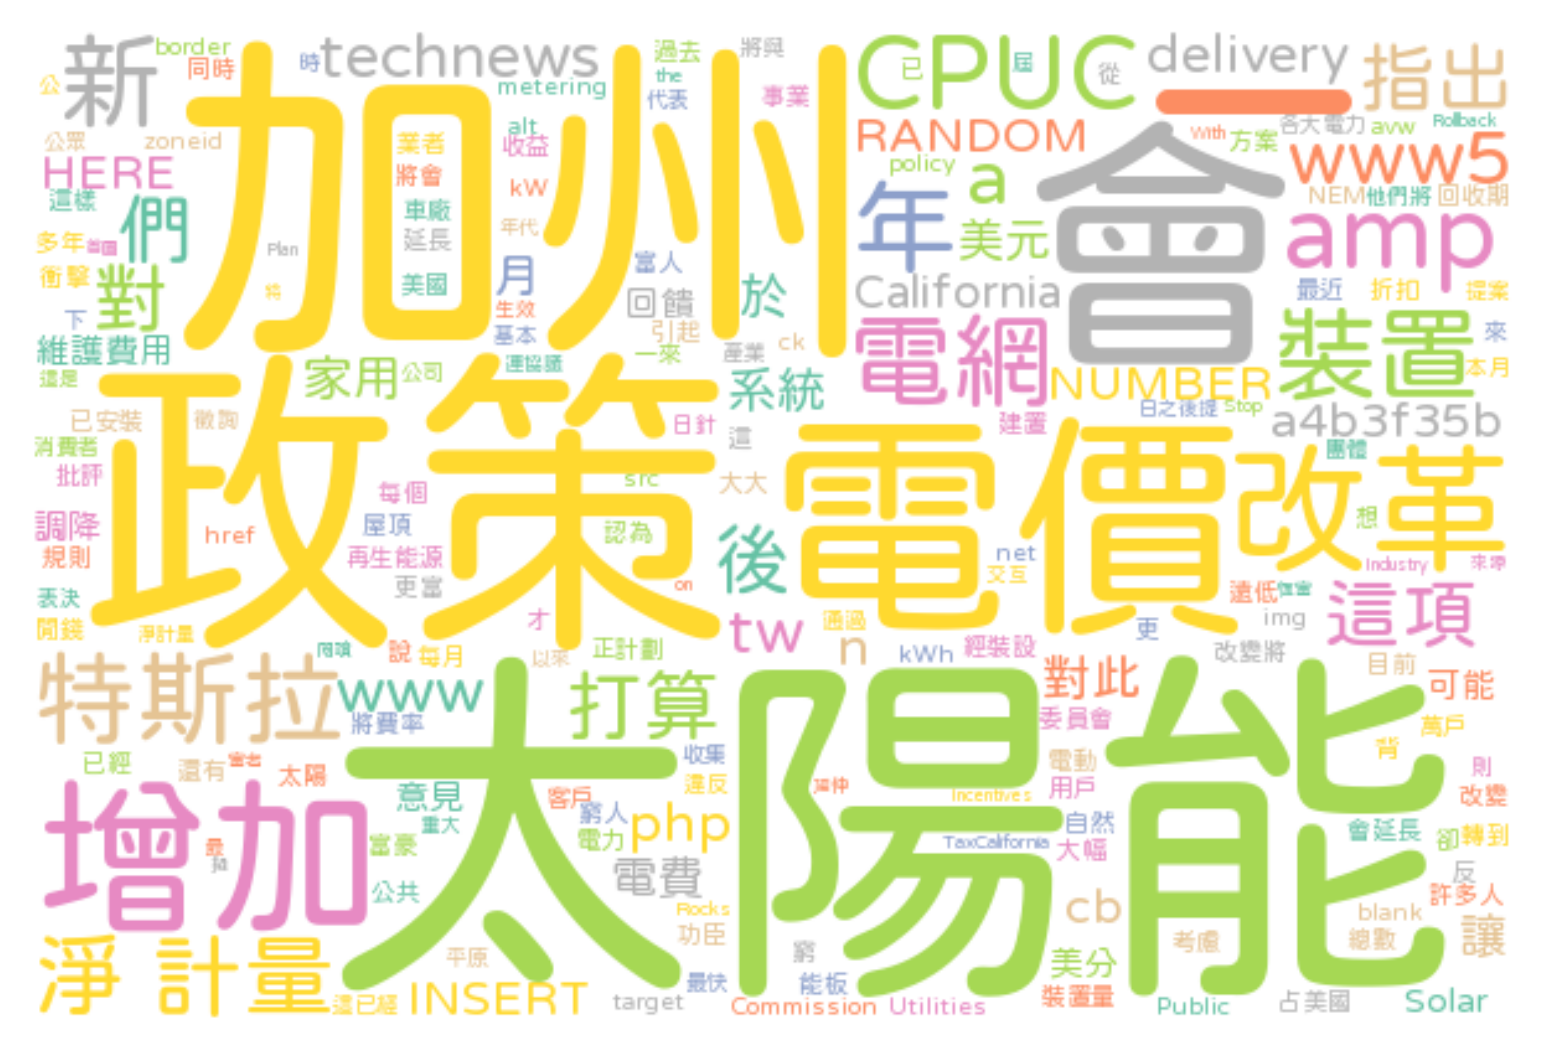 新
border
同時
時
technews
過去
將與
CPUC
已
屆
從
delivery
指出
公
加州
metering
the
代表
事業
一
公眾
zoneid
業者
alt
收益
RANDOM
With
方案
各大電力
avw
Rollback
HERE
將會
kW
policy
a
會
www5
這樣
們
車廠
年代
年
美元
NEM
他們將
回收期
多年
Plan
延長
月
富人
amp
衝擊
對
將
美國
回饋
於
California
最近
折扣
提案
下
生效
基本
引起
維護費用
家用
公司
一來
產業
ck
電網
裝置
來
這是
系統
NUMBER
本月
已安裝
徵詢
政策
日針
這
建置
日之後提
Stop
a4b3f35b
消費者
電價
團體
改革
批評
每個
src
大大
調降
href
屋頂
認為
後
想
規則
再生能源
net
交互
Industry
更富
on
遠低
表決
才
tw
通過
更
img
這項
閒錢
淨計量
說
每月
以來
正計劃
n
kWh
經裝設
改變將
目前
特斯拉
www
打算
對此
可能
將費率
委員會
萬戶
已經
還有
太陽
太陽能
收集
電動
背
則
違反
用戶
改變
增加
意見
客戶
窮人
Incentives
重大
php
自然
會延長
卻
轉到
最
富豪
電力
TaxCalifornia
大幅
電費
反
公共
許多人
Rocks
cb
blank
讓
功臣
總數
淨 計量
平原
窮
考慮
美分
最快
能板
這已經
INSERT
target
Commission
Utilities
裝置量
Public
占美國
Solar